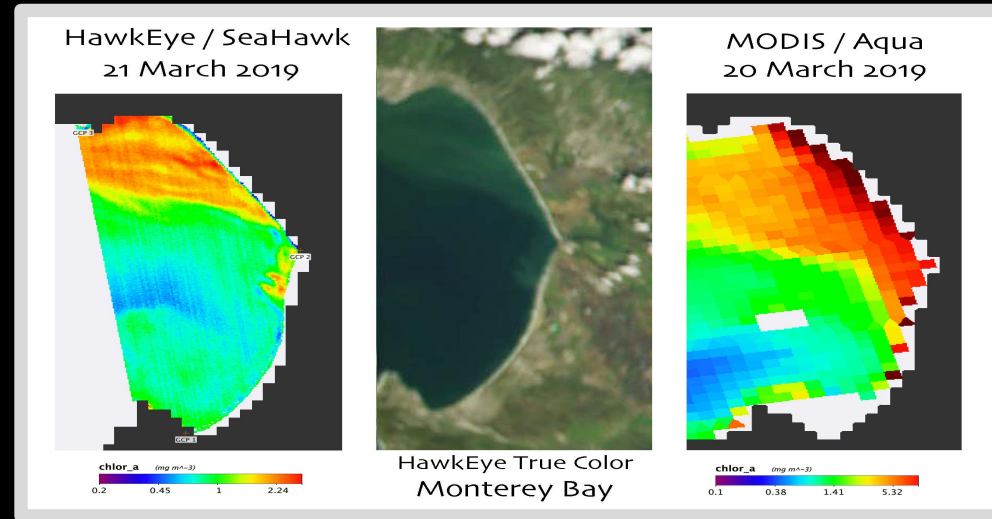 HawkEye / SeaHawk
21 March 2019
GCP 3
GCP 2
GCP 1
chlor_a (mg m^-3)
0.2 0.45 1 2.24
HawkEye True Color
Monterey Bay
MODIS / Aqua
20 March 2019
chlor_a (mg m^-3)
0.1 0.38 1.41 5.32